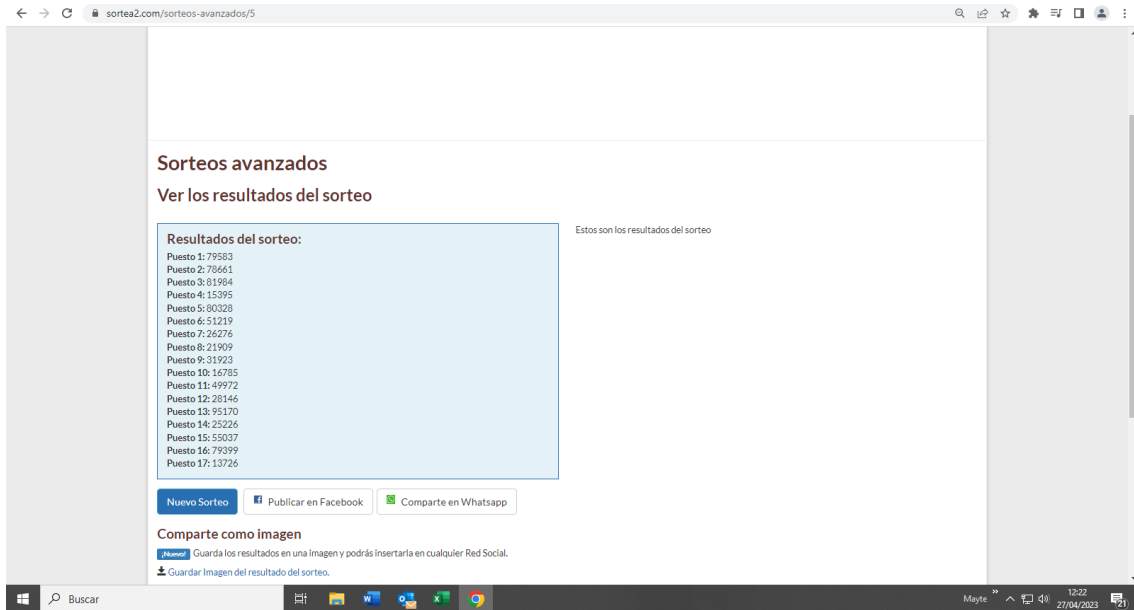 sortea2.com/sorteos-avanzados/5
Sorteos avanzados
Ver los resultados del sorteo
Resultados del sorteo:
Puesto 1: 79583
Puesto 2: 78661
Puesto 3: 81984
Puesto 4: 15395
Puesto 5: 80328
Puesto 6: 51219
Puesto 7: 26276
Puesto 8: 21909
Puesto 9: 31923
Puesto 10: 16785
Puesto 11: 49972
Puesto 12: 28146
Puesto 13: 95170
Puesto 14: 25226
Puesto 15: 55037
Puesto 16: 79399
Puesto 17: 13726
Estos son los resultados del sorteo
Nuevo Sorteo
Publicar en Facebook
Comparte en Whatsapp
Comparte como imagen
¡Nuevo! Guarda los resultados en una imagen y podrás insertarla en cualquier Red Social.
Guardar Imagen del resultado del sorteo.
Buscar
Mayte
12:22
27/04/2023
21